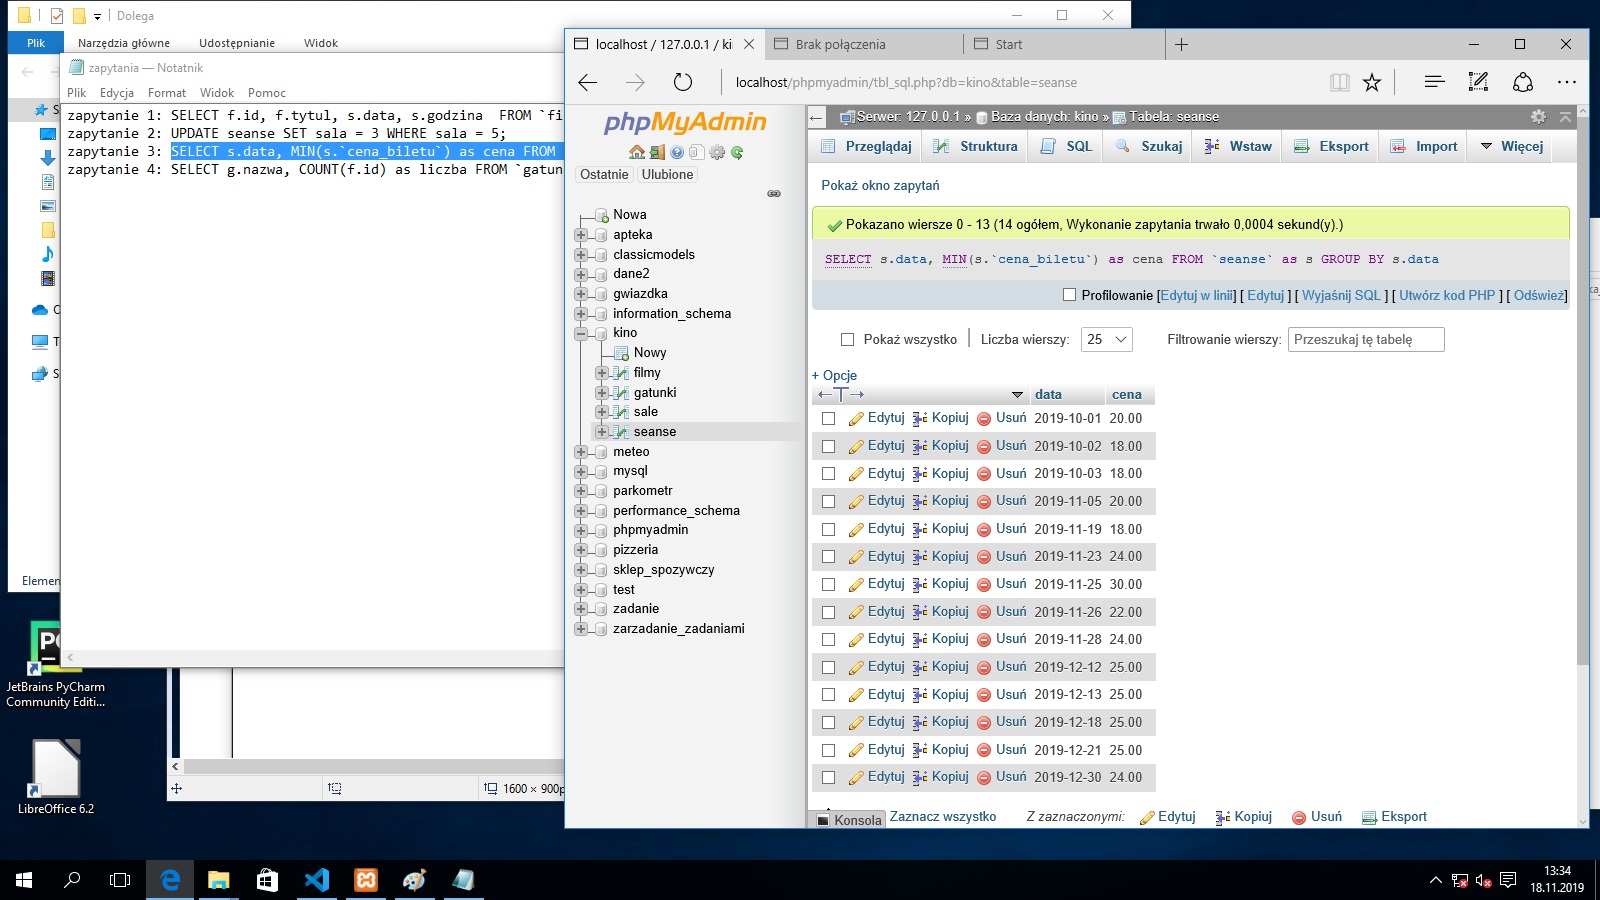 Dolega
Plik Narzędzia główne Udostępnianie Widok
zapytania — Notatnik
Plik Edycja Format Widok Pomoc
zapytanie 1: SELECT f.id, f.tytul, s.data, s.godzina FROM `fi
zapytanie 2: UPDATE seanse SET sala = 3 WHERE sala = 5;
zapytanie 3: SELECT s.data, MIN(s.`cena_biletu`) as cena FROM
zapytanie 4: SELECT g.nazwa, COUNT(f.id) as liczba FROM `gatun
Elemen
JetBrains PyCharm
Community Editi...
LibreOffice 6.2
1600 × 900p
localhost / 127.0.0.1 / ki
Brak połączenia
Start
localhost/phpmyadmin/tbl_sql.php?db=kino&table=seanse
phpMyAdmin
Ostatnie Ulubione
Nowa
apteka
classicmodels
dane2
gwiazdka
information_schema
kino
Nowy
filmy
gatunki
sale
seanse
meteo
mysql
parkometr
performance_schema
phpmyadmin
pizzeria
sklep_spozywczy
test
zadanie
zarzadanie_zadaniami
Serwer: 127.0.0.1 » Baza danych: kino » Tabela: seanse
Przeglądaj Struktura SQL Szukaj Wstaw Eksport Import Więcej
Pokaż okno zapytań
Pokazano wiersze 0 - 13 (14 ogółem, Wykonanie zapytania trwało 0,0004 sekund(y).)
SELECT s.data, MIN(s.`cena_biletu`) as cena FROM `seanse` as s GROUP BY s.data
Profilowanie [Edytuj w linii] [ Edytuj ] [ Wyjaśnij SQL ] [ Utwórz kod PHP ] [ Odśwież]
Pokaż wszystko Liczba wierszy: 25 Filtrowanie wierszy: Przeszukaj tę tabelę
+ Opcje
←T→ data cena
Edytuj Kopiuj Usuń 2019-10-01 20.00
Edytuj Kopiuj Usuń 2019-10-02 18.00
Edytuj Kopiuj Usuń 2019-10-03 18.00
Edytuj Kopiuj Usuń 2019-11-05 20.00
Edytuj Kopiuj Usuń 2019-11-19 18.00
Edytuj Kopiuj Usuń 2019-11-23 24.00
Edytuj Kopiuj Usuń 2019-11-25 30.00
Edytuj Kopiuj Usuń 2019-11-26 22.00
Edytuj Kopiuj Usuń 2019-11-28 24.00
Edytuj Kopiuj Usuń 2019-12-12 25.00
Edytuj Kopiuj Usuń 2019-12-13 25.00
Edytuj Kopiuj Usuń 2019-12-18 25.00
Edytuj Kopiuj Usuń 2019-12-21 25.00
Edytuj Kopiuj Usuń 2019-12-30 24.00
Konsola Zaznacz wszystko Z zaznaczonymi: Edytuj Kopiuj Usuń Eksport
13:34
18.11.2019